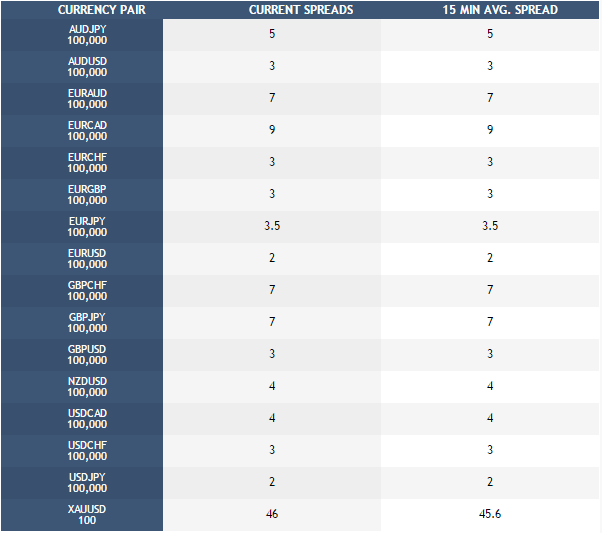 CURRENCY PAIR CURRENT SPREADS 15 MIN AVG. SPREAD
AUDJPY
100,000 5 5
AUDUSD
100,000 3 3
EURAUD
100,000 7 7
EURCAD
100,000 9 9
EURCHF
100,000 3 3
EURGBP
100,000 3 3
EURJPY
100,000 3.5 3.5
EURUSD
100,000 2 2
GBPCHF
100,000 7 7
GBPJPY
100,000 7 7
GBPUSD
100,000 3 3
NZDUSD
100,000 4 4
USDCAD
100,000 4 4
USDCHF
100,000 3 3
USDJPY
100,000 2 2
XAUUSD
100 46 45.6